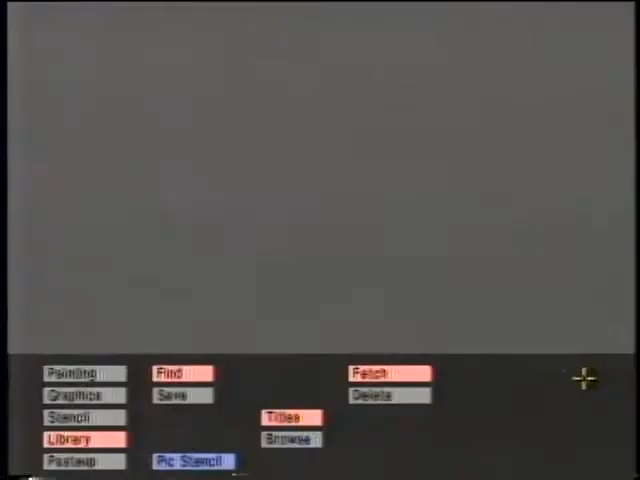 Painting Find Fetch
Graphics Save Delete
Stencil
Titles
Library
Browse
Pasteup Pic Stencil